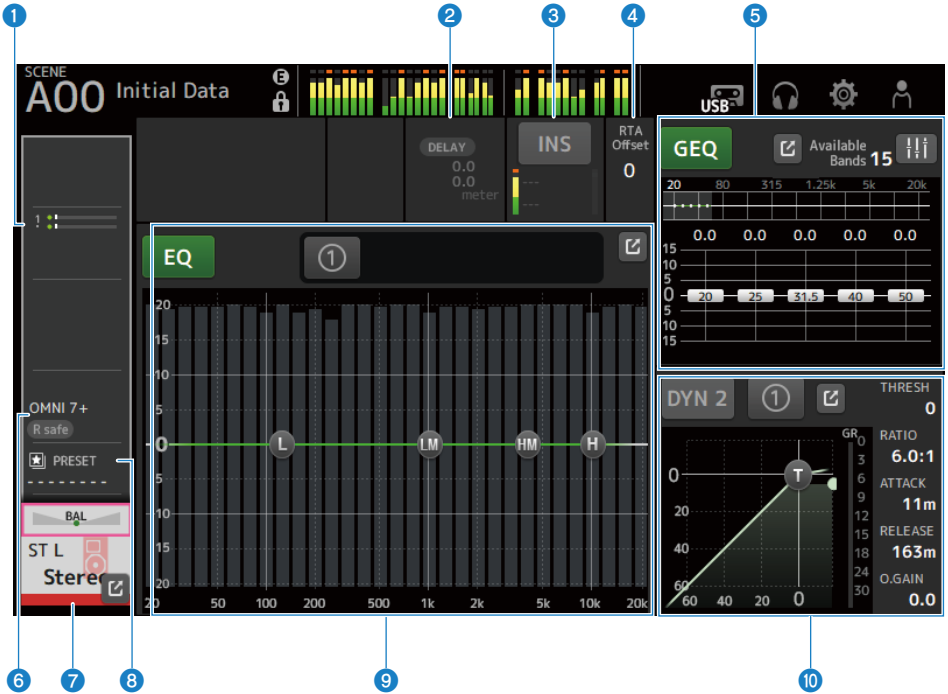 1 2 3 4 5
SCENE
A00 Initial Data
E
USB
1
DELAY
0.0
0.0
meter
INS
---
---
RTA
Offset
0
GEQ
Available
Bands 15
20 80 315 1.25k 5k 20k
0.0 0.0 0.0 0.0 0.0
15
10
5
0
5
10
15
20 25 31.5 40 50
EQ
1
20
15
10
5
0
5
10
15
20
L LM HM H
20 50 100 200 500 1k 2k 5k 10k 20k
OMNI 7+
R safe
PRESET
--------
BAL
ST L
Stereo
DYN 2
1
THRESH
0
RATIO
6.0:1
ATTACK
11m
RELEASE
163m
O.GAIN
0.0
GR
0
3
6
9
12
15
18
24
30
T
0
20
40
60
60 40 20 0
6 7 8 9 10